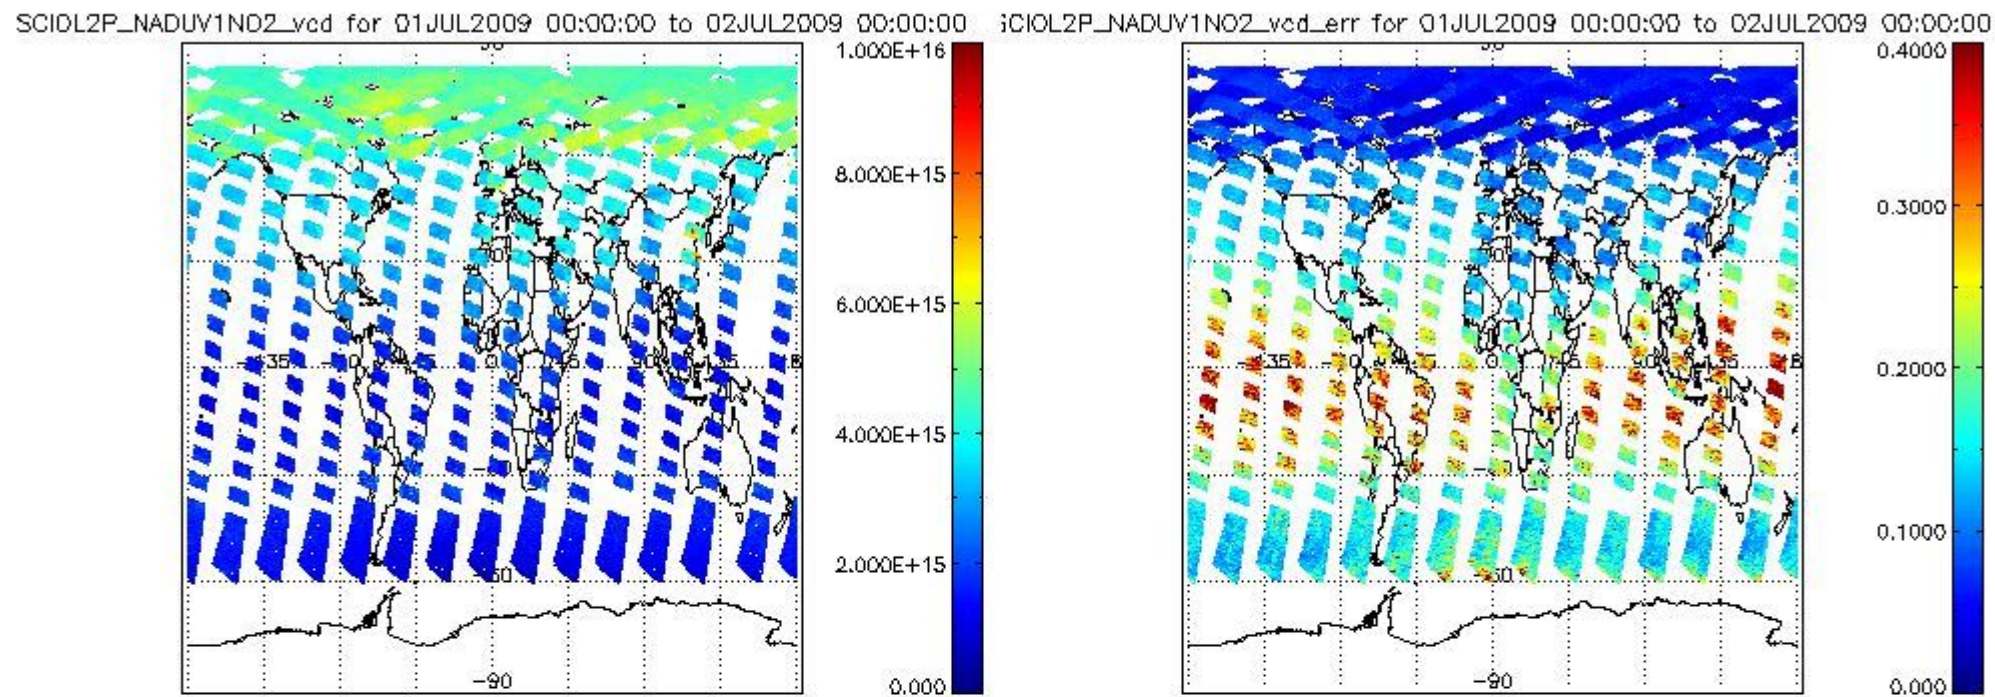 SCIOL2P_NADUV1NO2_vcd for 01JUL2009 00:00:00 to 02JUL2009 00:00:00
1.000E+16
8.000E+15
6.000E+15
4.000E+15
2.000E+15
0.000
0
-90
SCIOL2P_NADUV1NO2_vcd_err for 01JUL2009 00:00:00 to 02JUL2009 00:00:00
0.4000
0.3000
0.2000
0.1000
0.000
0
-90